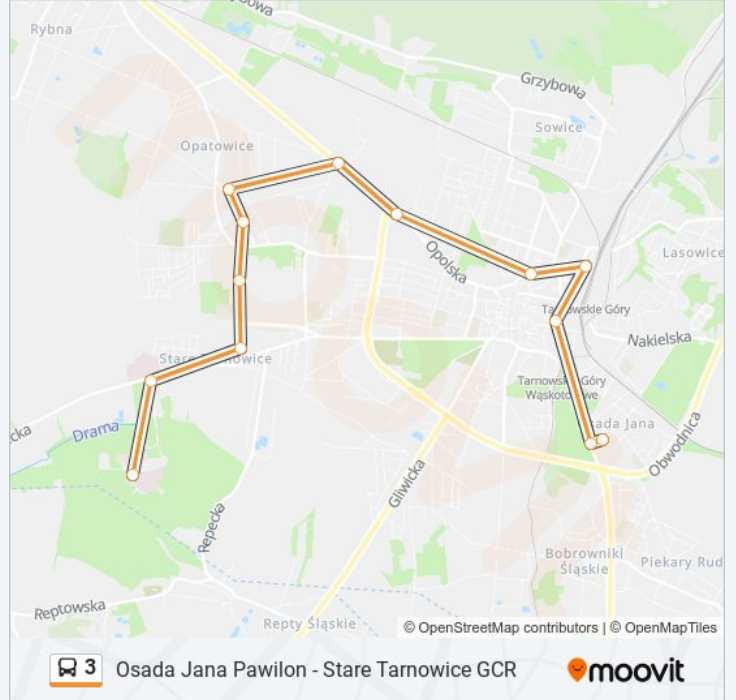 Rybna
owa
Grzybowa
Sowice
Opatowice
Opolska
Lasowice
Tarnowskie Góry
Nakielska
Stare Tarnowice
Tarnowskie Góry
Wąskotorowe
Osada Jana
cka
Drama
Obwodnica
Gliwicka
Repecka
Bobrowniki
Śląskie
Piekary Rud
Reptowska
Repty Śląskie
© OpenStreetMap contributors | © OpenMapTiles
3 Osada Jana Pawilon - Stare Tarnowice GCR
moovit